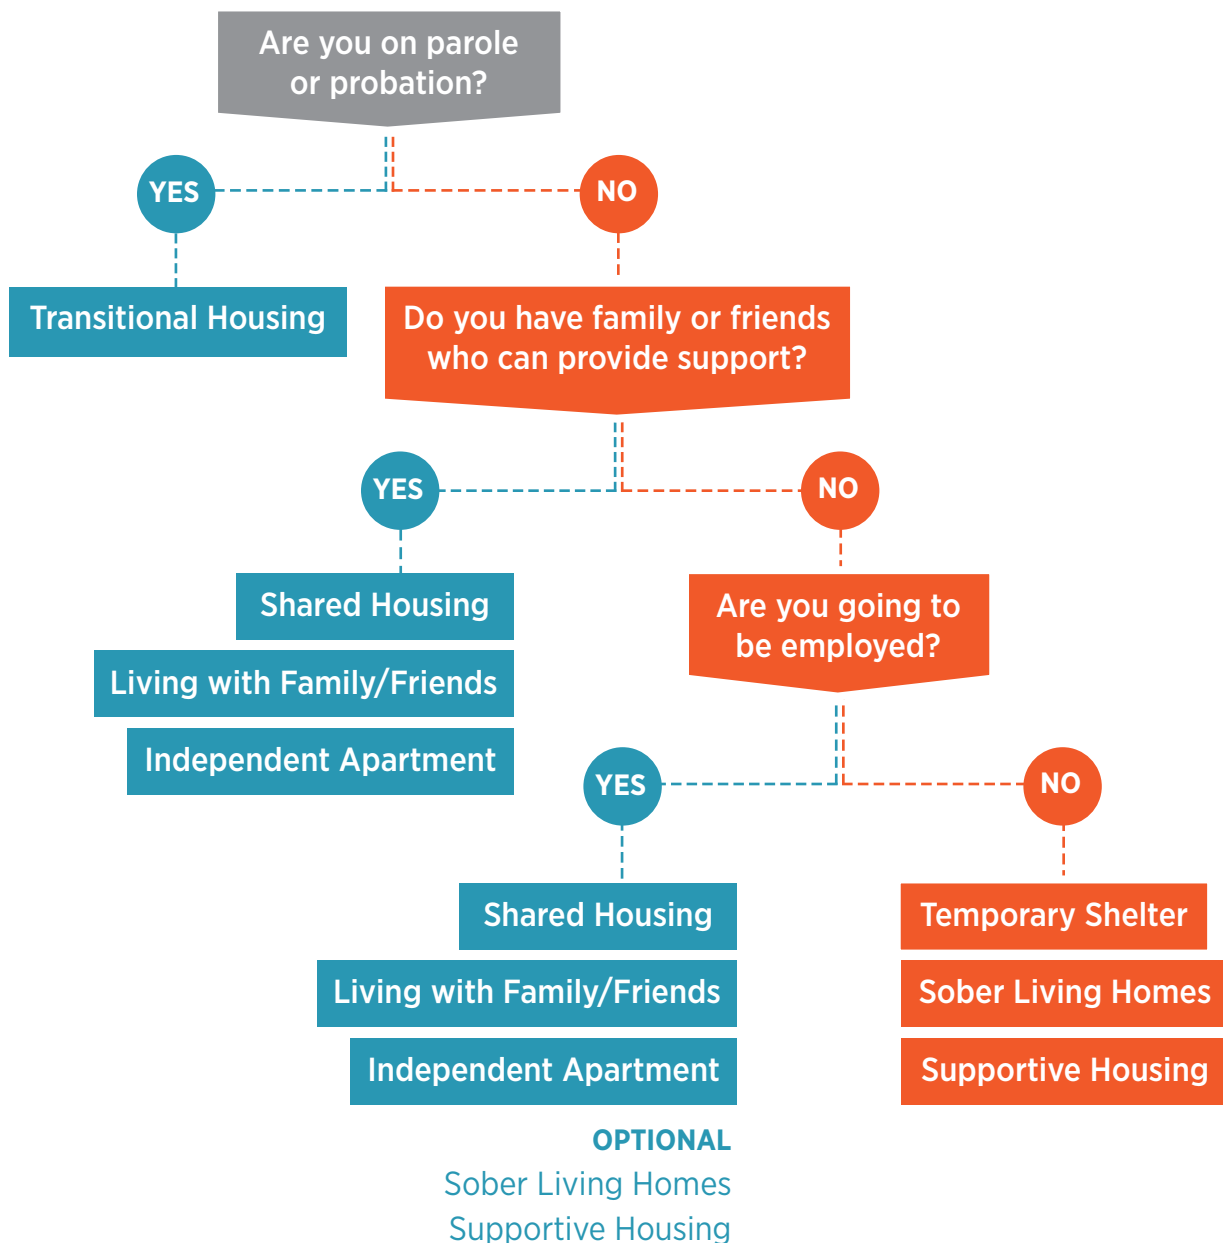 Are you on parole
or probation?
YES
NO
Transitional Housing
Do you have family or friends
who can provide support?
YES
NO
Shared Housing
Living with Family/Friends
Independent Apartment
Are you going to
be employed?
YES
NO
Shared Housing
Living with Family/Friends
Independent Apartment
OPTIONAL
Sober Living Homes
Supportive Housing
Temporary Shelter
Sober Living Homes
Supportive Housing